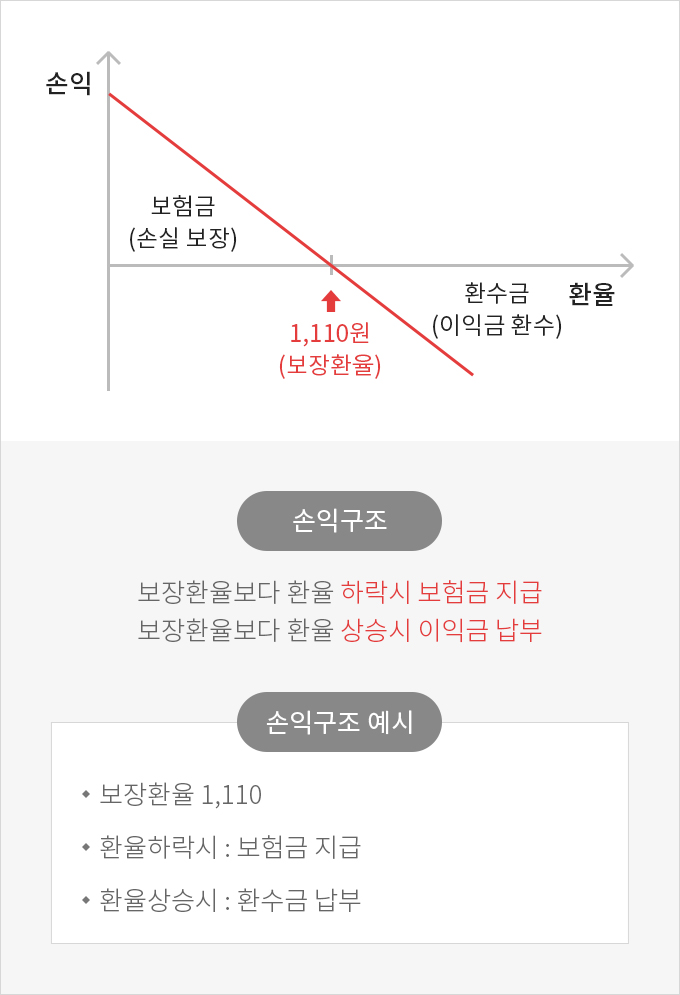 손익
보험금
(손실 보장)
환수금
(이익금 환수)
환율
1,110원
(보장환율)
손익구조
보장환율보다 환율 하락시 보험금 지급
보장환율보다 환율 상승시 이익금 납부
손익구조 예시
◆ 보장환율 1,110
◆ 환율하락시 : 보험금 지급
◆ 환율상승시 : 환수금 납부